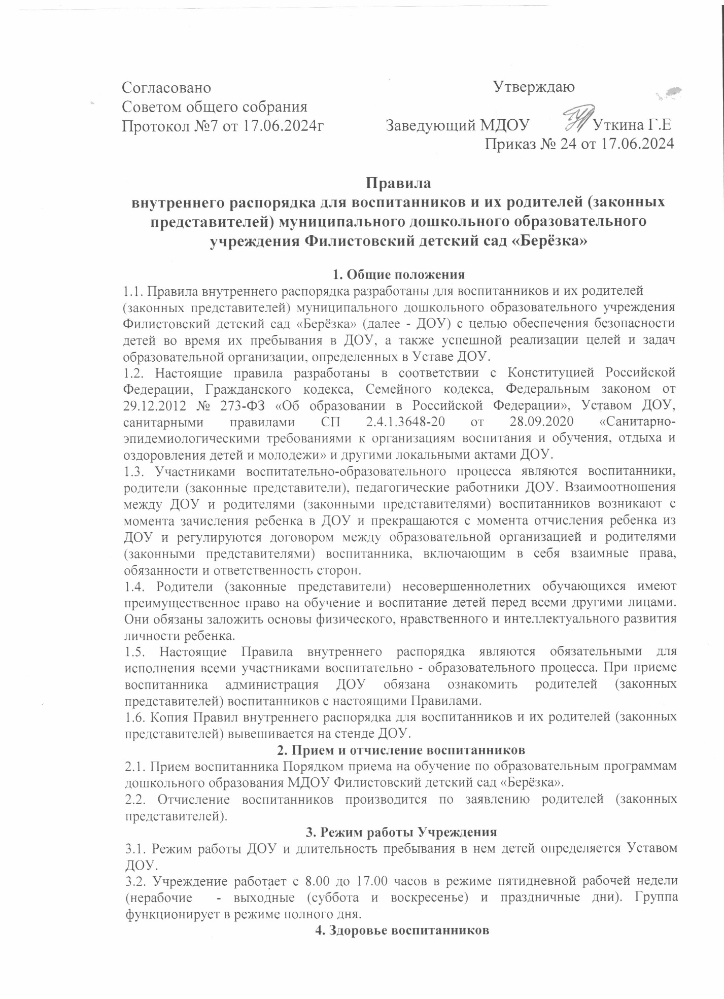 Согласовано Утверждаю
Советом общего собрания
Протокол №7 от 17.06.2024г Заведующий МДОУ Уткина Г.Е
Приказ № 24 от 17.06.2024
Правила
внутреннего распорядка для воспитанников и их родителей (законных
представителей) муниципального дошкольного образовательного
учреждения Филистовский детский сад «Берёзка»
1. Общие положения
1.1. Правила внутреннего распорядка разработаны для воспитанников и их родителей
(законных представителей) муниципального дошкольного образовательного учреждения
Филистовский детский сад «Берёзка» (далее - ДОУ) с целью обеспечения безопасности
детей во время их пребывания в ДОУ, а также успешной реализации целей и задач
образовательной организации, определенных в Уставе ДОУ.
1.2. Настоящие правила разработаны в соответствии с Конституцией Российской
Федерации, Гражданского кодекса, Семейного кодекса, Федеральным законом от
29.12.2012 № 273-ФЗ «Об образовании в Российской Федерации», Уставом ДОУ,
санитарными правилами СП 2.4.1.3648-20 от 28.09.2020 «Санитарно-
эпидемиологическими требованиями к организациям воспитания и обучения, отдыха и
оздоровления детей и молодежи» и другими локальными актами ДОУ.
1.3. Участниками воспитательно-образовательного процесса являются воспитанники,
родители (законные представители), педагогические работники ДОУ. Взаимоотношения
между ДОУ и родителями (законными представителями) воспитанников возникают с
момента зачисления ребенка в ДОУ и прекращаются с момента отчисления ребенка из
ДОУ и регулируются договором между образовательной организацией и родителями
(законными представителями) воспитанника, включающим в себя взаимные права,
обязанности и ответственность сторон.
1.4. Родители (законные представители) несовершеннолетних обучающихся имеют
преимущественное право на обучение и воспитание детей перед всеми другими лицами.
Они обязаны заложить основы физического, нравственного и интеллектуального развития
личности ребенка.
1.5. Настоящие Правила внутреннего распорядка являются обязательными для
исполнения всеми участниками воспитательно - образовательного процесса. При приеме
воспитанника администрация ДОУ обязана ознакомить родителей (законных
представителей) воспитанников с настоящими Правилами.
1.6. Копия Правил внутреннего распорядка для воспитанников и их родителей (законных
представителей) вывешивается на стенде ДОУ.
2. Прием и отчисление воспитанников
2.1. Прием воспитанника Порядком приема на обучение по образовательным программам
дошкольного образования МДОУ Филистовский детский сад «Берёзка».
2.2. Отчисление воспитанников производится по заявлению родителей (законных
представителей).
3. Режим работы Учреждения
3.1. Режим работы ДОУ и длительность пребывания в нем детей определяется Уставом
ДОУ.
3.2. Учреждение работает с 8.00 до 17.00 часов в режиме пятидневной рабочей недели
(нерабочие - выходные (суббота и воскресенье) и праздничные дни). Группа
функционирует в режиме полного дня.
4. Здоровье воспитанников